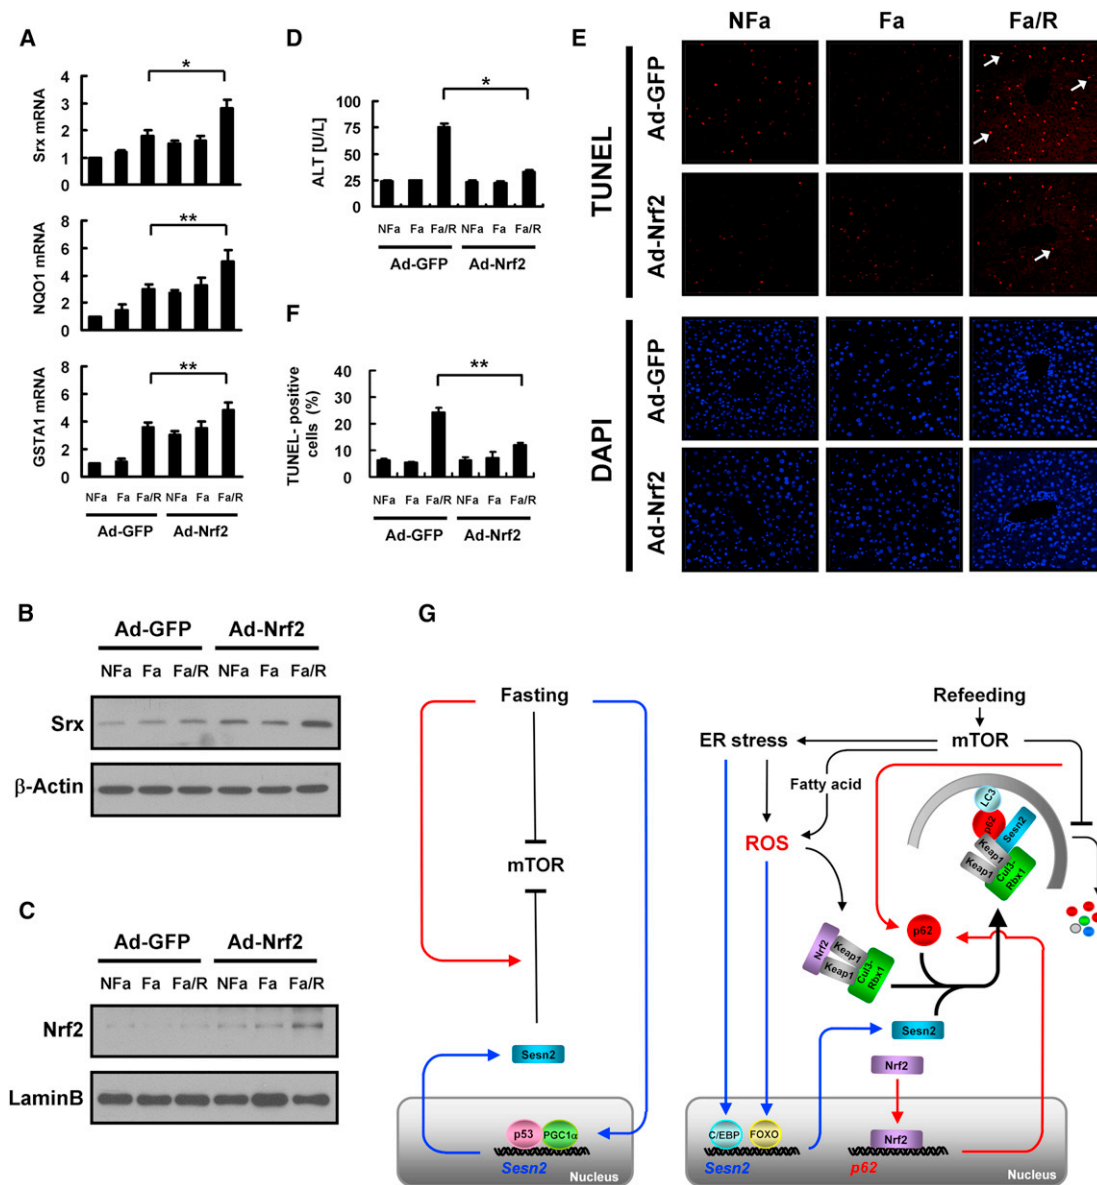 A
Srx mRNA
4
3
2
1
0
*
NQO1 mRNA
6
4
2
0
**
GSTA1 mRNA
6
4
2
0
**
NFa Fa Fa/R NFa Fa Fa/R
Ad-GFP Ad-Nrf2
D
ALT [U/L]
100
75
50
25
0
*
NFa Fa Fa/R NFa Fa Fa/R
Ad-GFP Ad-Nrf2
F
TUNEL- positive
cells (%)
40
30
20
10
0
**
NFa Fa Fa/R NFa Fa Fa/R
Ad-GFP Ad-Nrf2
E
NFa Fa Fa/R
TUNEL
Ad-GFP
Ad-Nrf2
DAPI
Ad-GFP
Ad-Nrf2
B
Ad-GFP Ad-Nrf2
NFa Fa Fa/R NFa Fa Fa/R
Srx
β-Actin
C
Ad-GFP Ad-Nrf2
NFa Fa Fa/R NFa Fa Fa/R
Nrf2
LaminB
G
Fasting
mTOR
Sesn2
p53 PGC1α
Sesn2
Nucleus
Refeeding
mTOR
ER stress
Fatty acid
ROS
LC3
p62
Sesn2
Keap1
Keap1
Cul3-
Rbx1
p62
Nrf2
Keap1
Keap1
Cul3-
Rbx1
Sesn2
Nrf2
C/EBP FOXO
Sesn2
Nrf2
p62
Nucleus